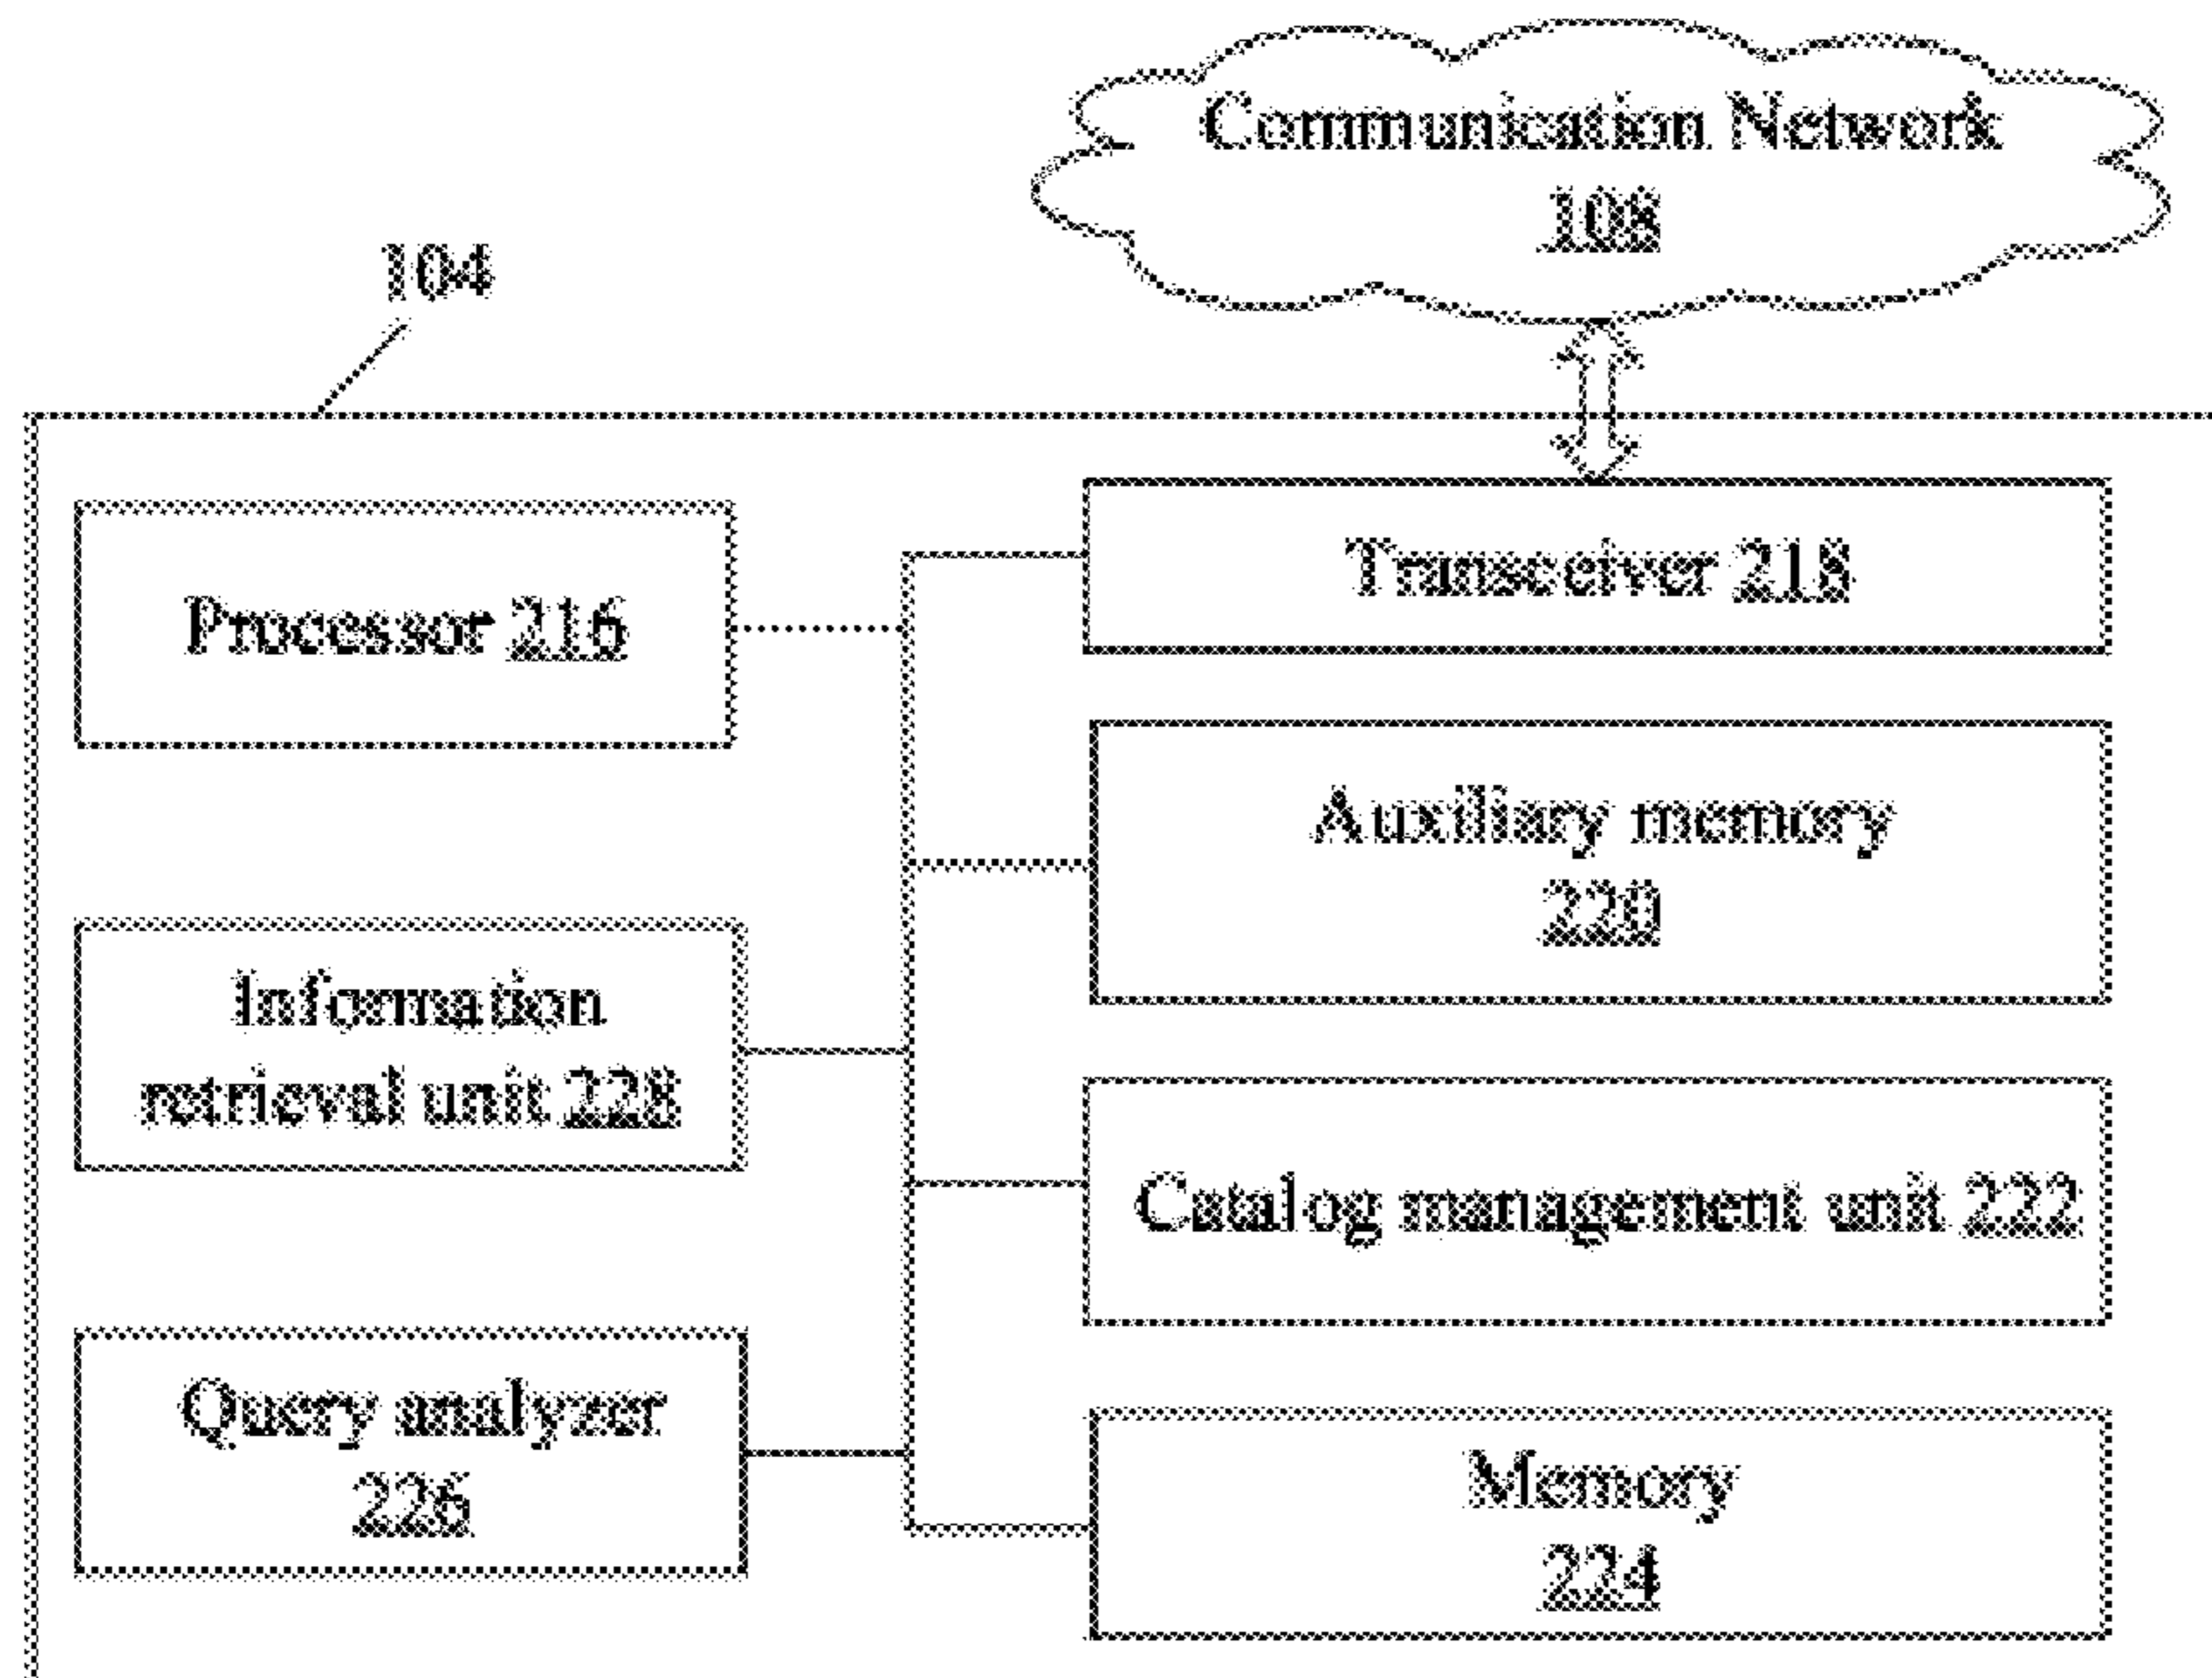 Communication Network
108
104
Processor 216
Transceiver 218
Auxiliary memory
220
Information
retrieval unit 228
Catalog management unit 222
Query analyzer
226
Memory
224